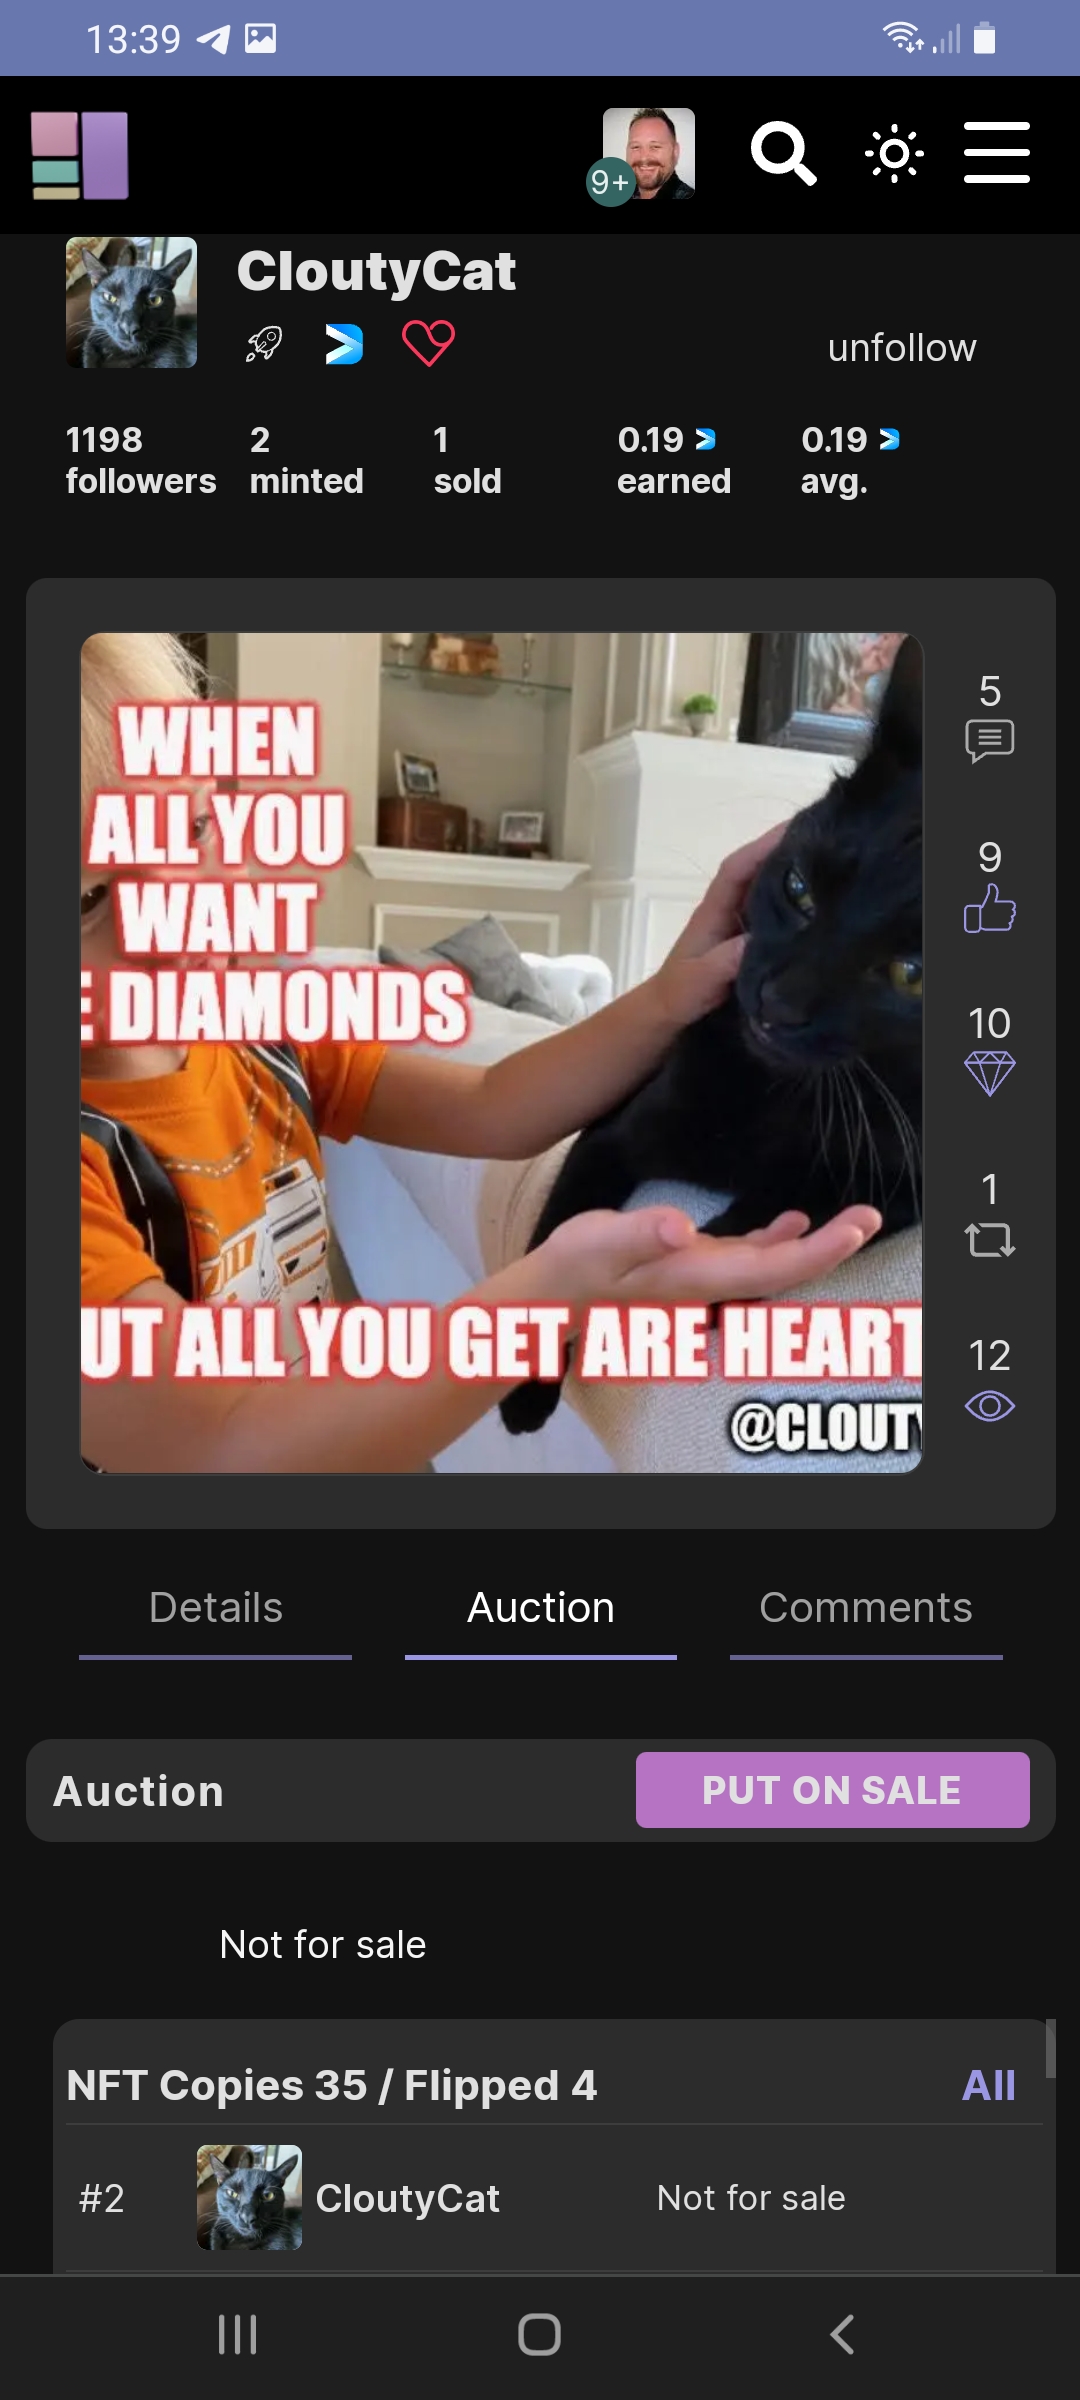 13:39
9+
CloutyCat
unfollow
1198 followers
2 minted
1 sold
0.19 earned
0.19 avg.
WHEN
ALL YOU
WANT
E DIAMONDS
UT ALL YOU GET ARE HEART
@CLOUTY
5
9
10
1
12
Details Auction Comments
Auction PUT ON SALE
Not for sale
NFT Copies 35 / Flipped 4 All
#2 CloutyCat Not for sale